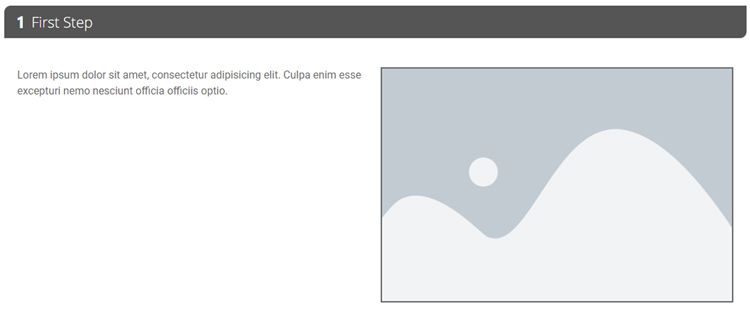 1 First Step
Lorem ipsum dolor sit amet, consectetur adipisicing elit. Culpa enim esse
excepturi nemo nesciunt officia officiis optio.